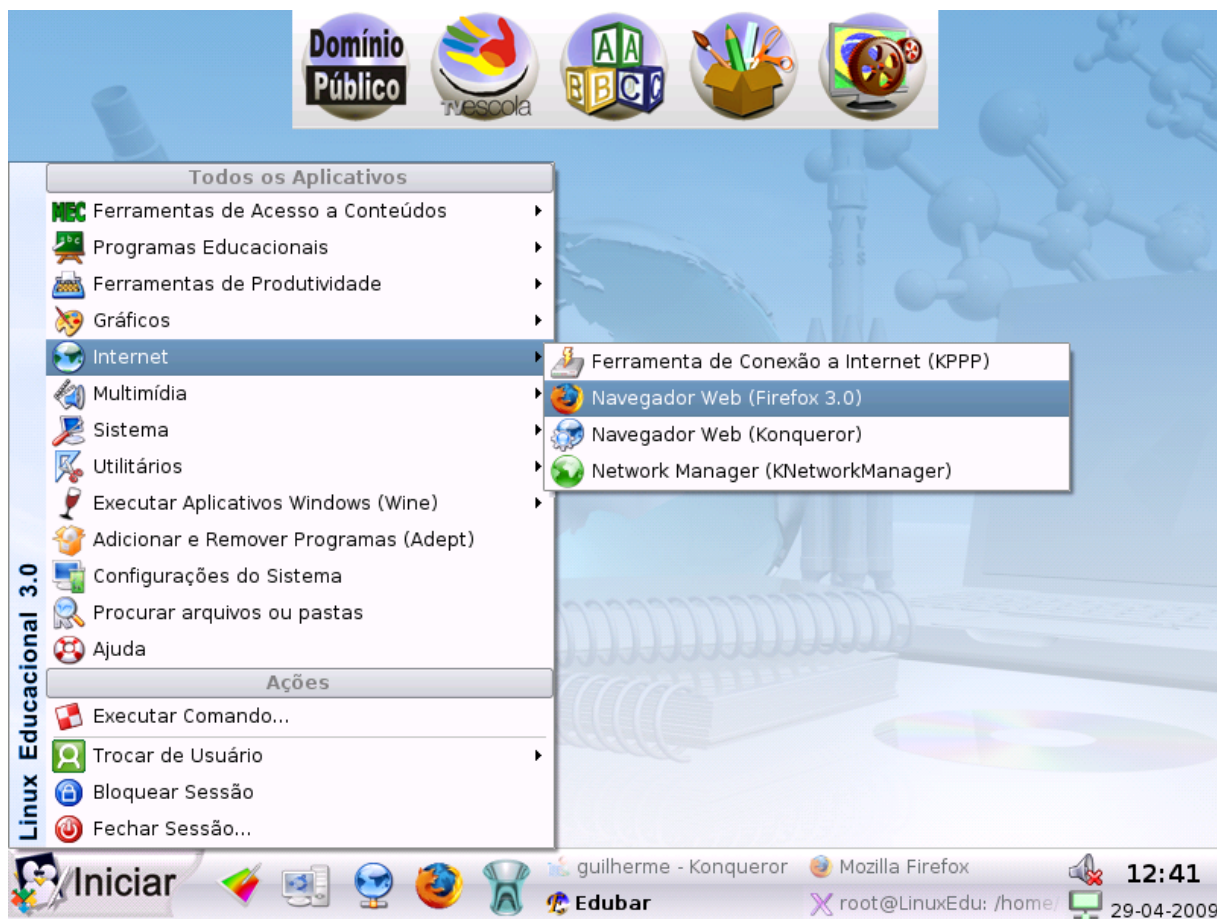 Domínio
Público
TV escola
A A
B B C C
Todos os Aplicativos
MEC Ferramentas de Acesso a Conteúdos
abc Programas Educacionais
Ferramentas de Produtividade
Gráficos
Internet
Ferramenta de Conexão a Internet (KPPP)
Navegador Web (Firefox 3.0)
Navegador Web (Konqueror)
Network Manager (KNetworkManager)
Multimídia
Sistema
Utilitários
Executar Aplicativos Windows (Wine)
Adicionar e Remover Programas (Adept)
Configurações do Sistema
Procurar arquivos ou pastas
Ajuda
Ações
Executar Comando...
Trocar de Usuário
Bloquear Sessão
Fechar Sessão...
Linux Educacional 3.0
Iniciar
guilherme - Konqueror
Mozilla Firefox
Edubar
root@LinuxEdu: /home/
12:41
29-04-2009